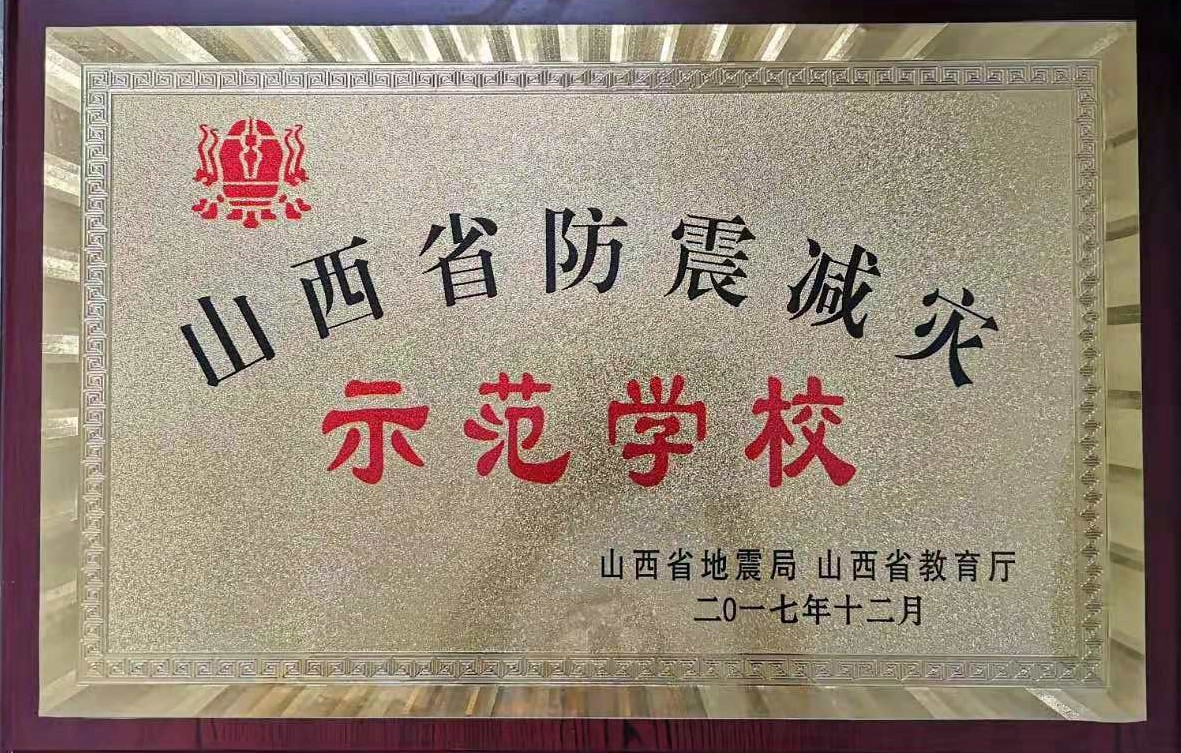 山西省防震减灾
示范学校
山西省地震局 山西省教育厅
二0一七年十二月